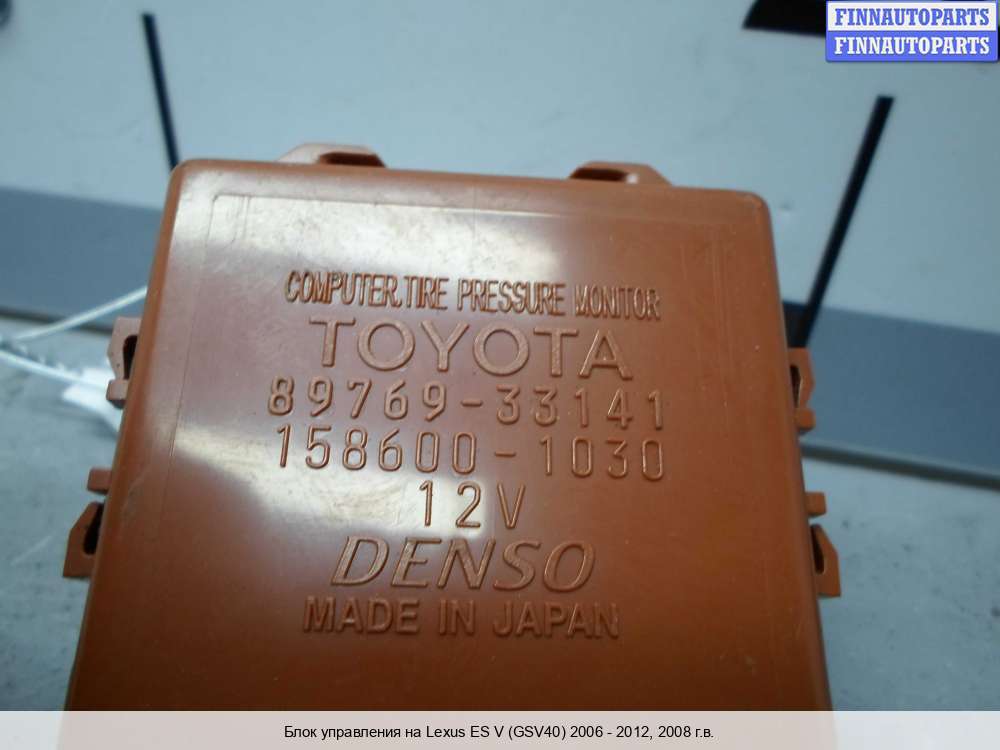 FINNAUTOPARTS
FINNAUTOPARTS
COMPUTER.TIRE PRESSURE MONITOR
TOYOTA
89769-33141
158600-1030
12V
DENSO
MADE IN JAPAN
Блок управления на Lexus ES V (GSV40) 2006 - 2012, 2008 г.в.